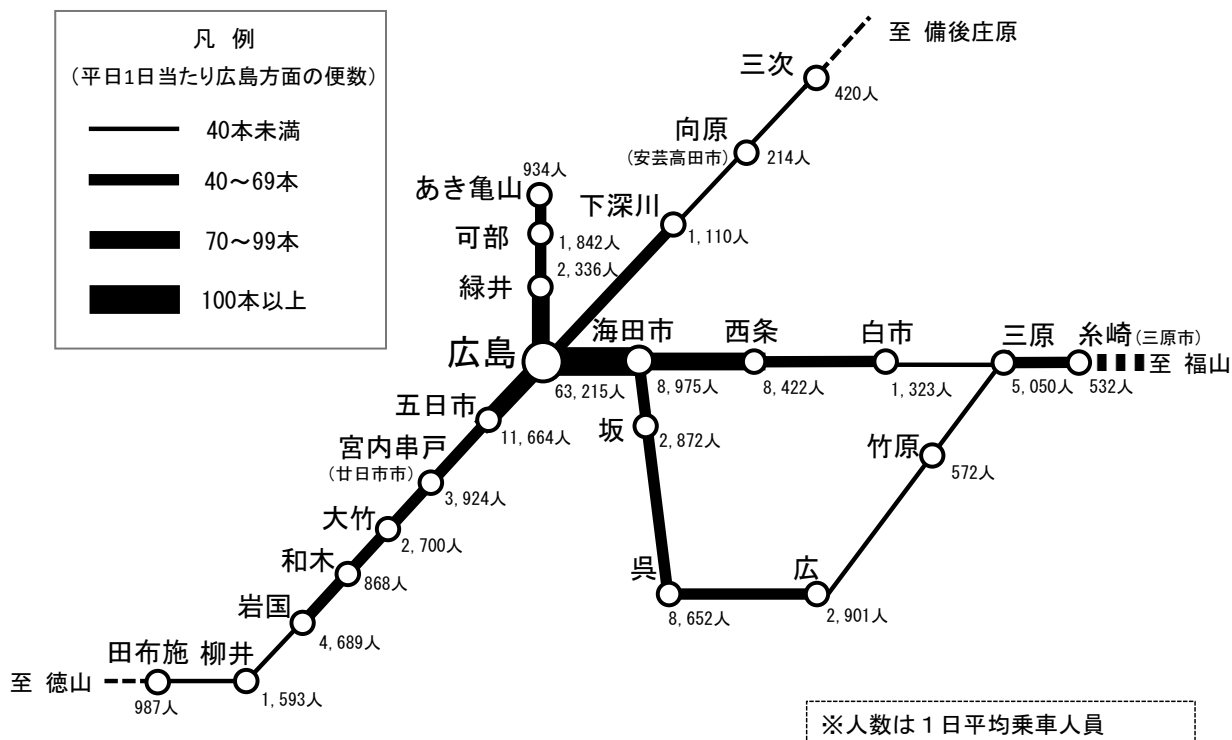 凡 例
(平日1日当たり広島方面の便数)
40本未満
40～69本
70～99本
100本以上
至 備後庄原
三次
420人
向原
(安芸高田市)
214人
934人
あき亀山
下深川
1,110人
可部
1,842人
2,336人
緑井
広島
63,215人
海田市
8,975人
西条
8,422人
白市
1,323人
三原
5,050人
糸崎(三原市)
532人
至 福山
五日市
11,664人
坂
2,872人
宮内串戸
(廿日市市)
3,924人
竹原
572人
大竹
2,700人
和木
868人
呉
8,652人
広
2,901人
岩国
4,689人
田布施
柳井
至 徳山
987人
1,593人
※人数は１日平均乗車人員